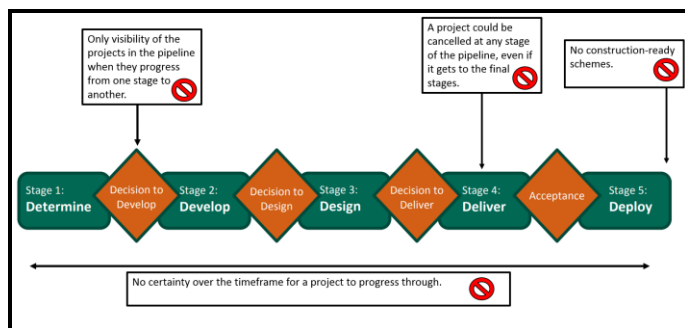 Only visibility of the
projects in the pipeline
when they progress
from one stage to
another.
A project could be
cancelled at any stage
of the pipeline, even if
it gets to the final
stages.
No construction-ready
schemes.
Stage 1:
Determine
Decision to
Develop
Stage 2:
Develop
Decision to
Design
Stage 3:
Design
Decision to
Deliver
Stage 4:
Deliver
Acceptance
Stage 5:
Deploy
No certainty over the timeframe for a project to progress through.